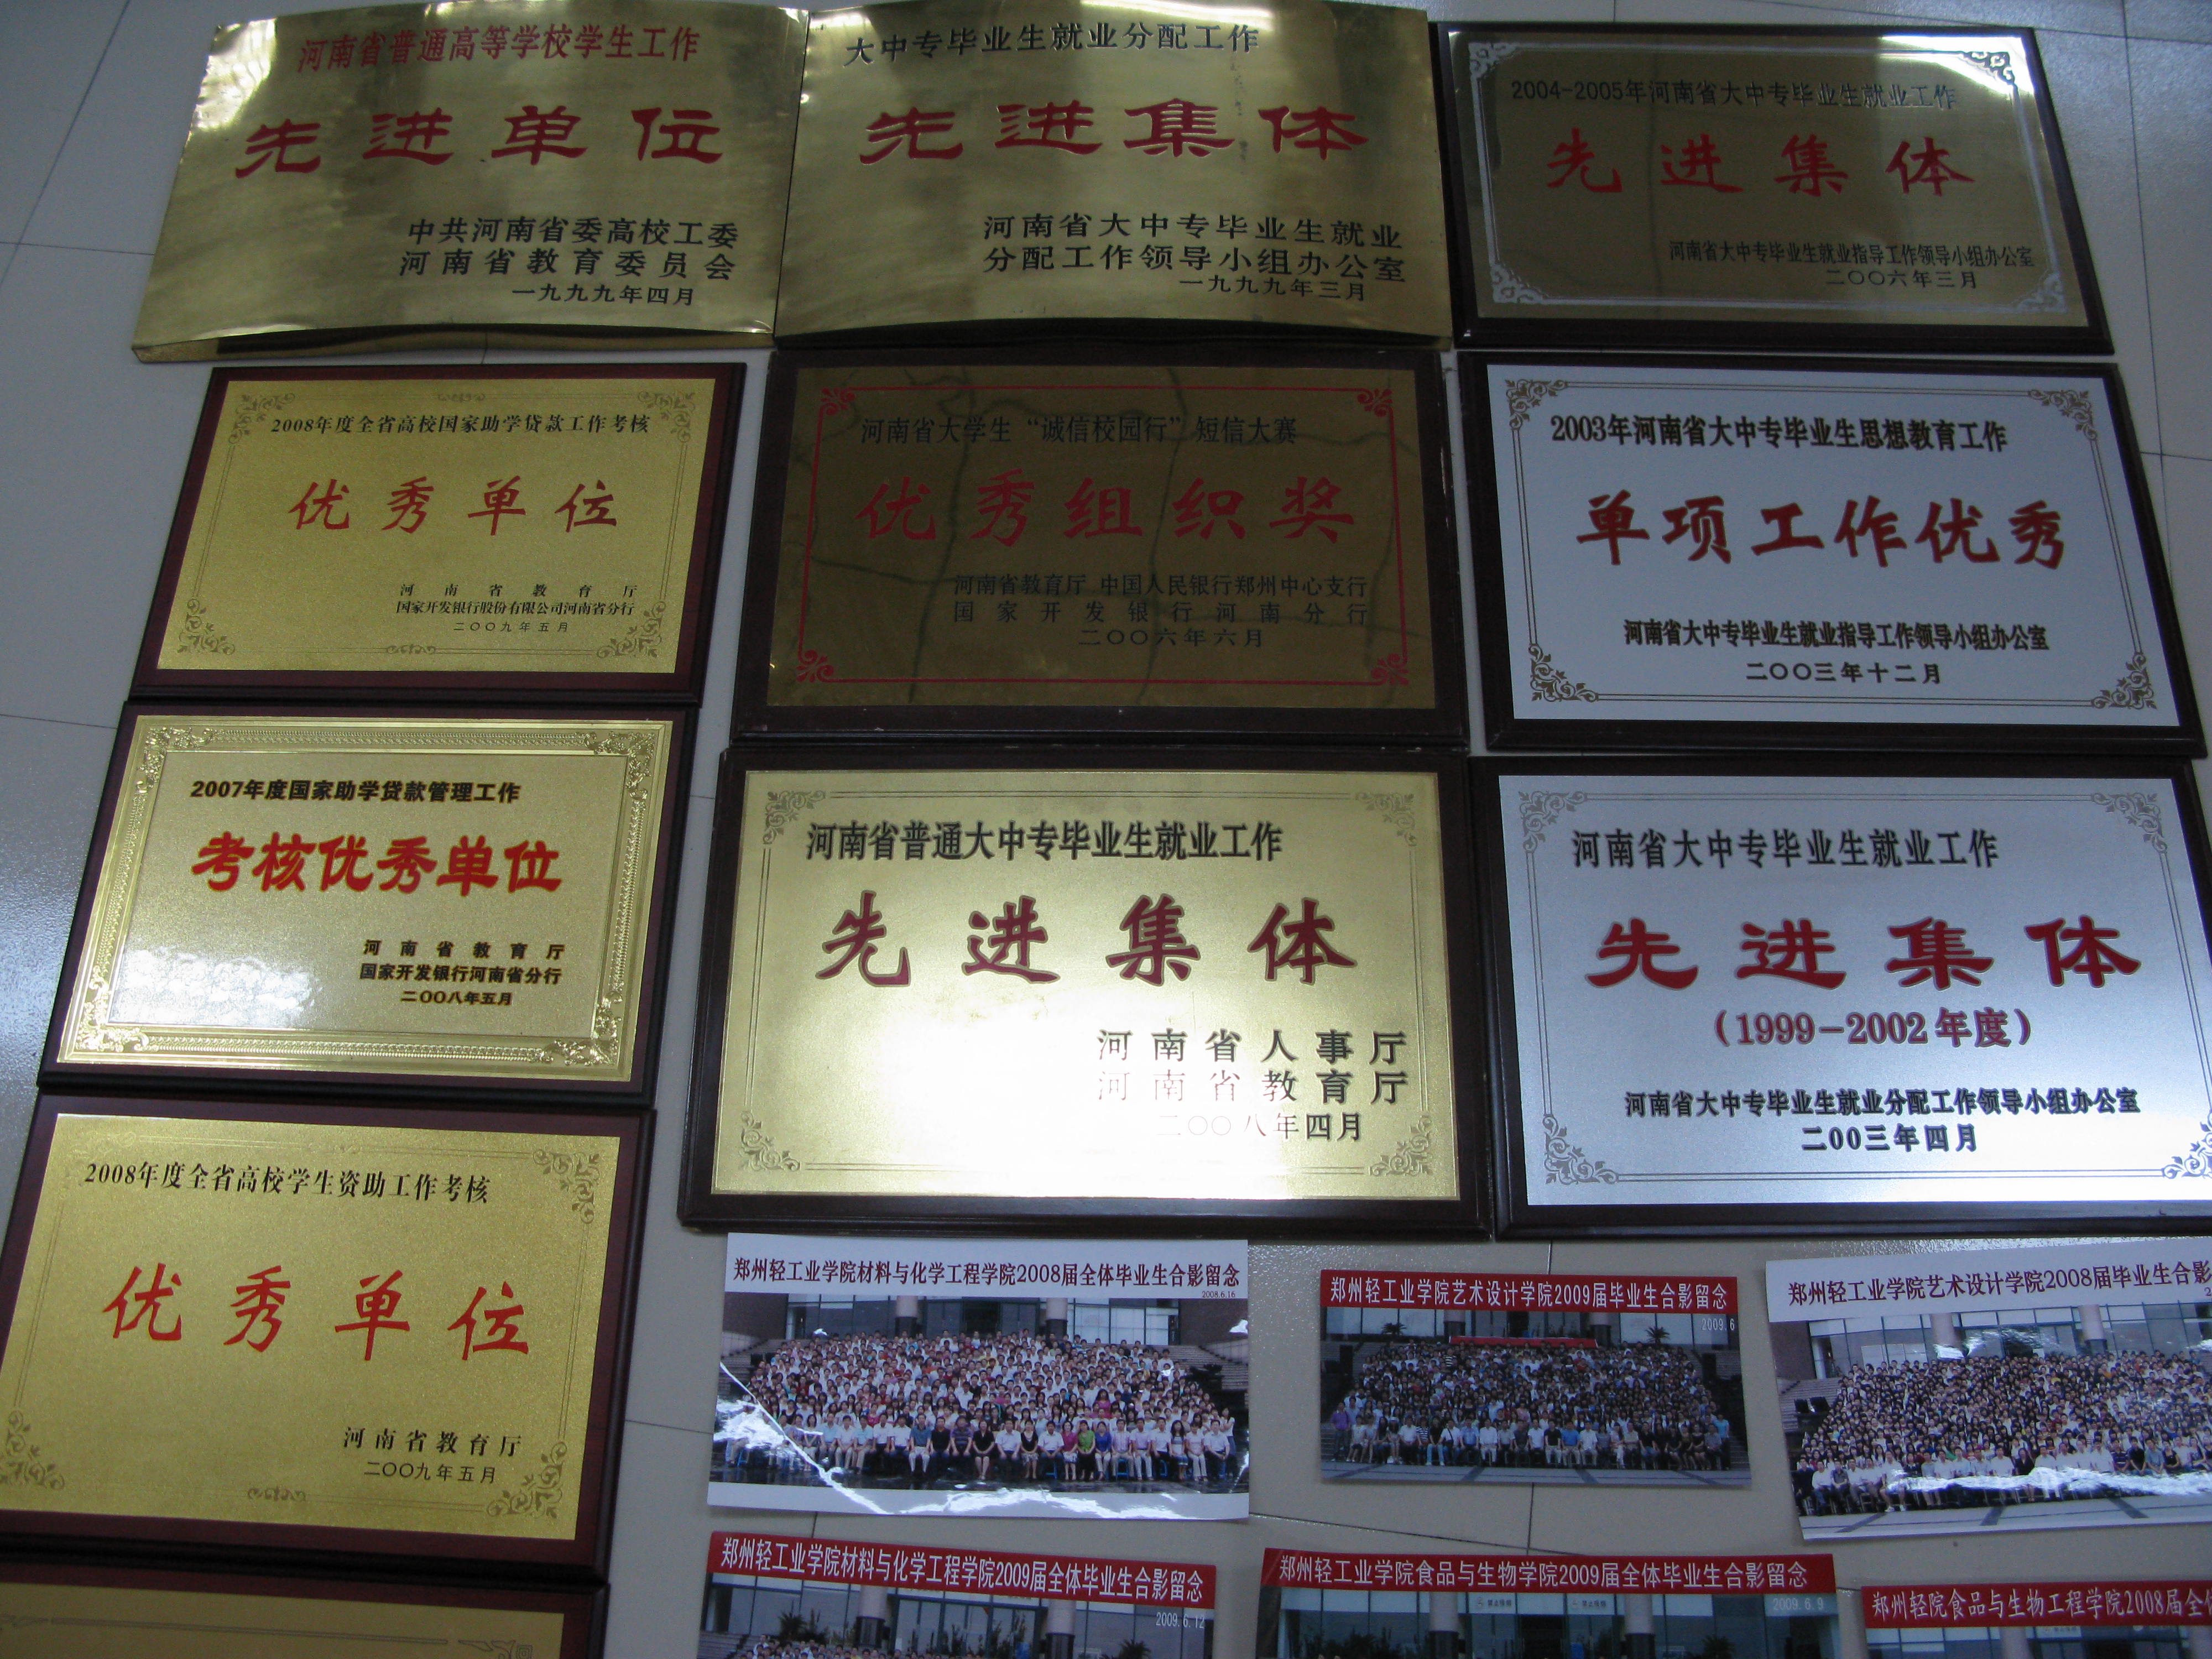 河南省普通高等学校学生工作
先进单位
中共河南省委高校工委
河南省教育委员会
一九九九年四月
大中专毕业生就业分配工作
先进集体
河南省大中专毕业生就业
分配工作领导小组办公室
一九九九年三月
2004-2005年河南省大中专毕业生就业工作
先进集体
河南省大中专毕业生就业指导工作领导小组办公室
二〇〇六年三月
2008年度全省高校国家助学贷款工作考核
优秀单位
河南省教育厅
国家开发银行股份有限公司河南省分行
二〇〇九年五月
河南省大学生“诚信校园行”短信大赛
优秀组织奖
河南省教育厅 中国人民银行郑州中心支行
国家开发银行河南分行
二〇〇六年六月
2003年河南省大中专毕业生思想教育工作
单项工作优秀
河南省大中专毕业生就业指导工作领导小组办公室
二〇〇三年十二月
2007年度国家助学贷款管理工作
考核优秀单位
河南省教育厅
国家开发银行河南省分行
二〇〇八年五月
河南省普通大中专毕业生就业工作
先进集体
河南省人事厅
河南省教育厅
二〇〇八年四月
河南省大中专毕业生就业工作
先进集体
（1999－2002年度）
河南省大中专毕业生就业分配工作领导小组办公室
二〇〇三年四月
2008年度全省高校学生资助工作考核
优秀单位
河南省教育厅
二〇〇九年五月
郑州轻工业学院材料与化学工程学院2008届全体毕业生合影留念
2008.6.16
郑州轻工业学院艺术设计学院2009届毕业生合影留念
2009.6
郑州轻工业学院艺术设计学院2008届毕业生合影
郑州轻工业学院材料与化学工程学院2009届全体毕业生合影留念
2009.6.12
郑州轻工业学院食品与生物学院2009届全体毕业生合影留念
2009.6.9
郑州轻院食品与生物工程学院2008届全